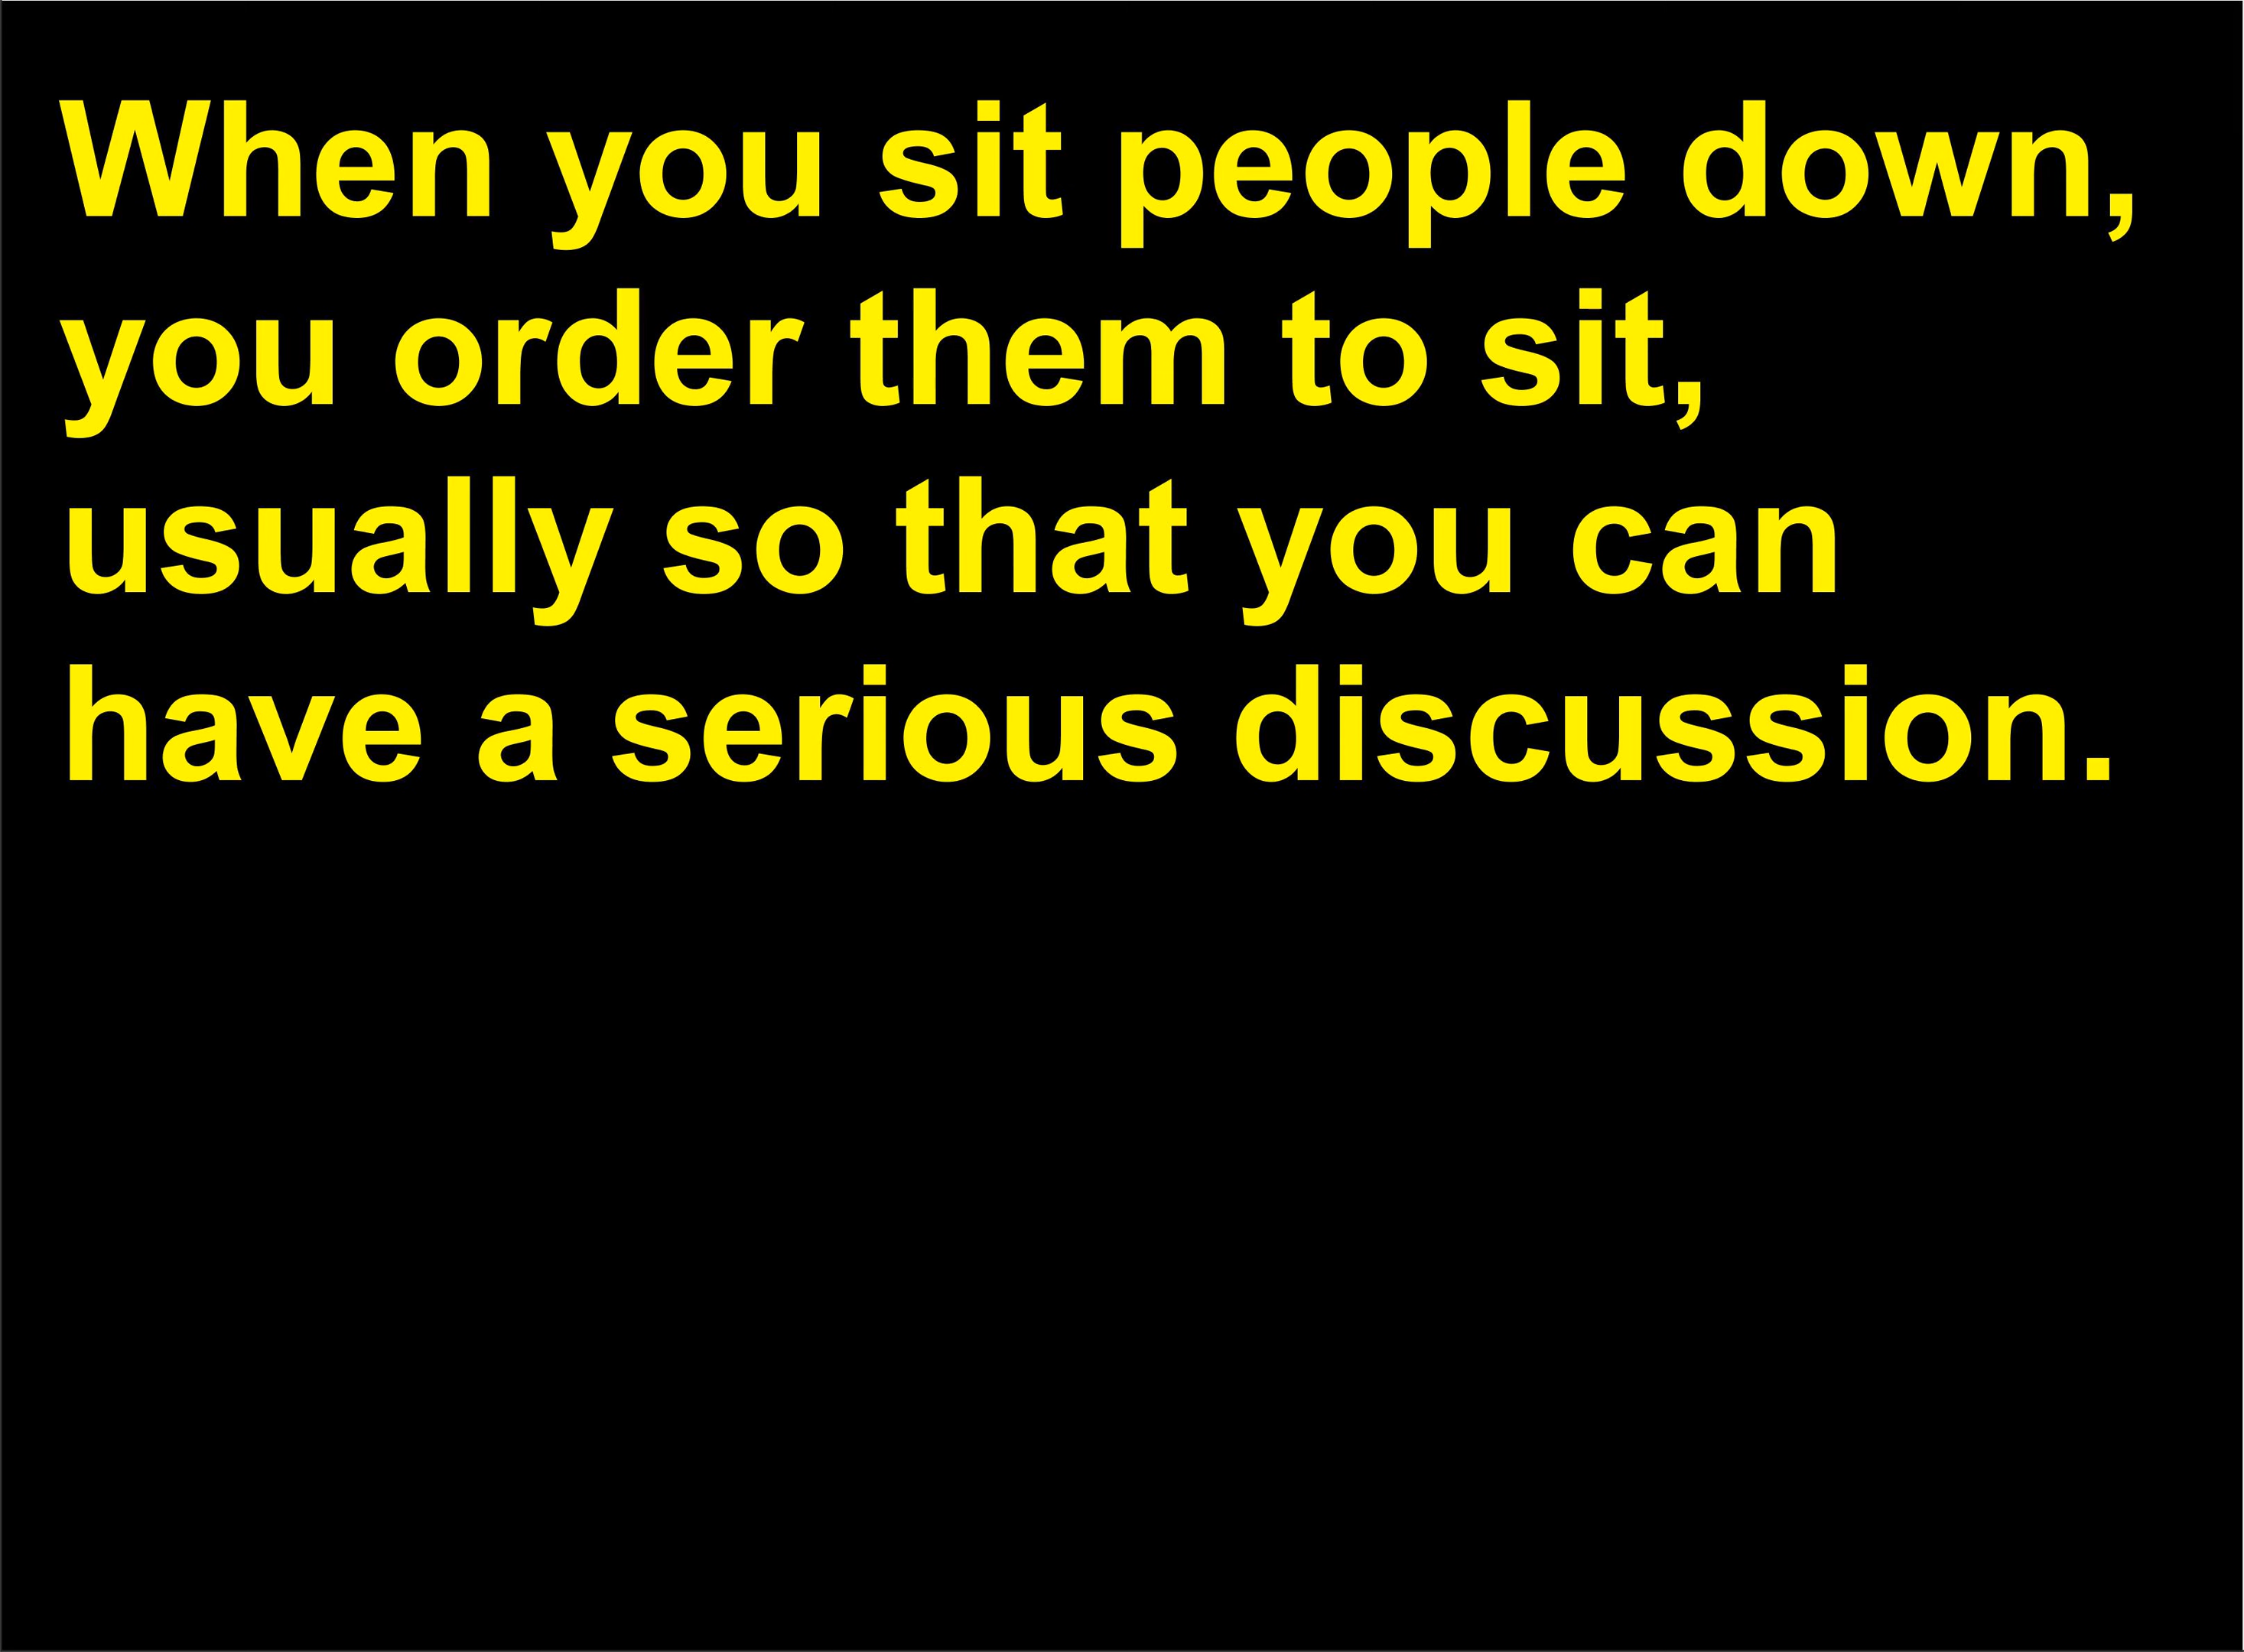 When you sit people down,
you order them to sit,
usually so that you can
have a serious discussion.